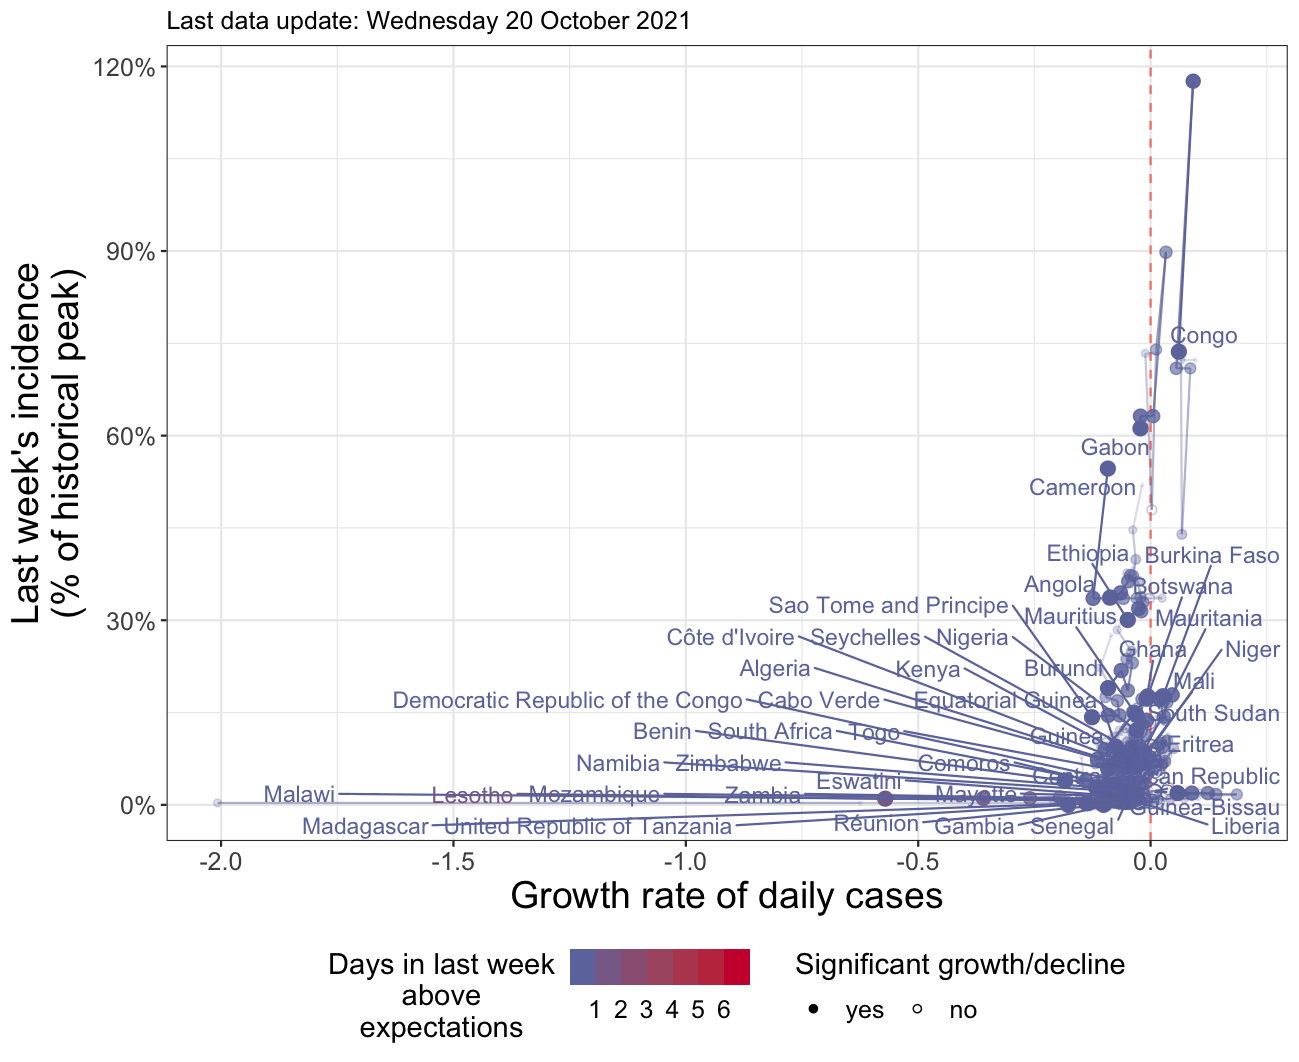 Last data update: Wednesday 20 October 2021
120%
90%
60%
30%
0%
Last week's incidence
(% of historical peak)
Congo
Gabon
Cameroon
Ethiopia
Burkina Faso
Angola
Botswana
Sao Tome and Principe
Mauritius
Mauritania
Côte d'Ivoire
Seychelles
Nigeria
Ghana
Niger
Algeria
Kenya
Burundi
Mali
Democratic Republic of the Congo
Cabo Verde
Equatorial Guinea
South Sudan
Benin
South Africa
Togo
Guinea
Eritrea
Namibia
Zimbabwe
Comoros
Eswatini
Republic
Malawi
Lesotho
Mozambique
Zambia
Mayotte
Guinea-Bissau
Madagascar
United Republic of Tanzania
Réunion
Gambia
Senegal
Liberia
-2.0
-1.5
-1.0
-0.5
0.0
Growth rate of daily cases
Days in last week
above
expectations
1 2 3 4 5 6
Significant growth/decline
yes
no